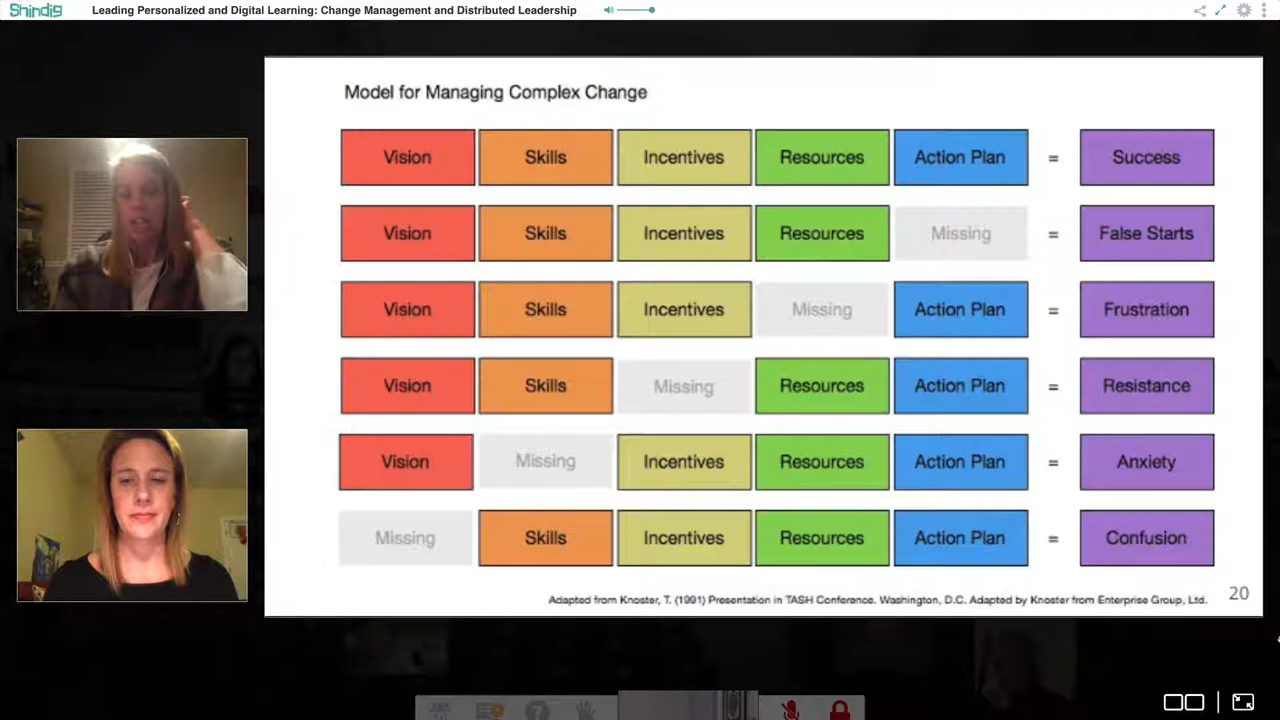 Shindig
Leading Personalized and Digital Learning: Change Management and Distributed Leadership
Model for Managing Complex Change
Vision Skills Incentives Resources Action Plan = Success
Vision Skills Incentives Resources Missing = False Starts
Vision Skills Incentives Missing Action Plan = Frustration
Vision Skills Missing Resources Action Plan = Resistance
Vision Missing Incentives Resources Action Plan = Anxiety
Missing Skills Incentives Resources Action Plan = Confusion
Adapted from Knoster, T. (1991) Presentation in TASH Conference. Washington, D.C. Adapted by Knoster from Enterprise Group, Ltd.
20